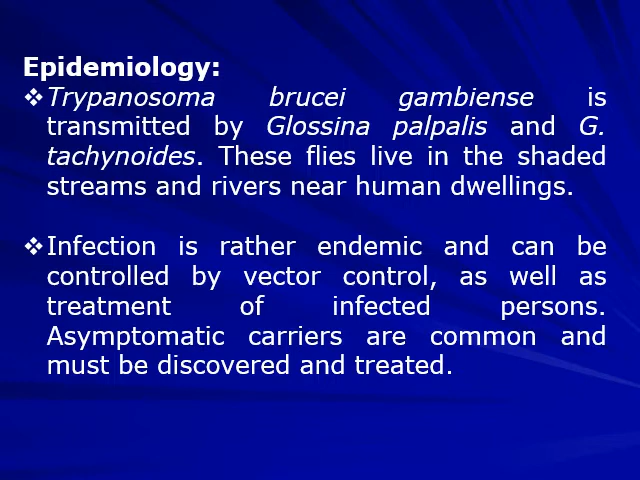 Epidemiology:
❖Trypanosoma brucei gambiense is
transmitted by Glossina palpalis and G.
tachynoides. These flies live in the shaded
streams and rivers near human dwellings.
❖Infection is rather endemic and can be
controlled by vector control, as well as
treatment of infected persons.
Asymptomatic carriers are common and
must be discovered and treated.